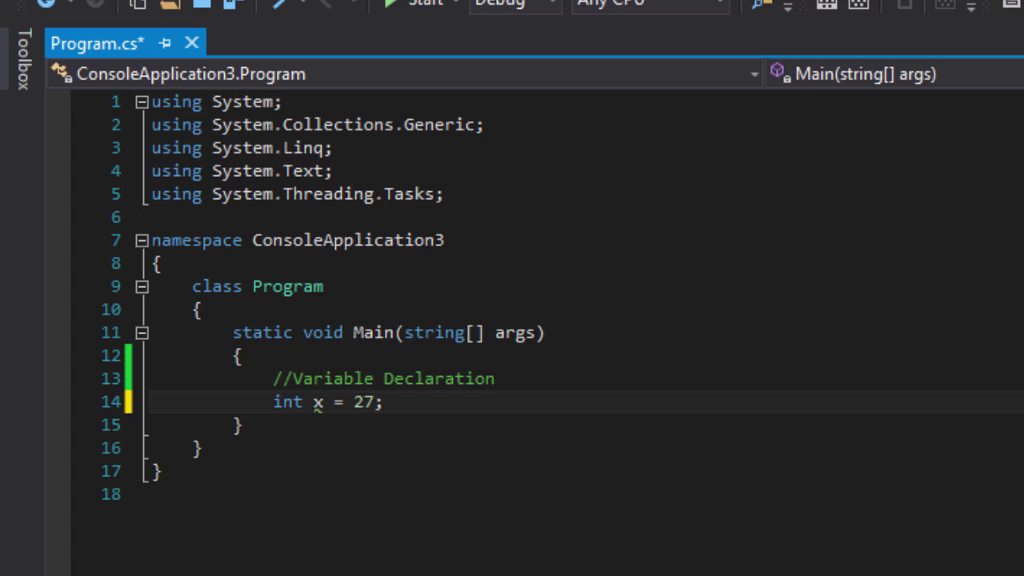 Start Debug Any CPU
Toolbox
Program.cs*
ConsoleApplication3.Program Main(string[] args)
1 using System;
2 using System.Collections.Generic;
3 using System.Linq;
4 using System.Text;
5 using System.Threading.Tasks;
6
7 namespace ConsoleApplication3
8 {
9 class Program
10 {
11 static void Main(string[] args)
12 {
13 //Variable Declaration
14 int x = 27;
15 }
16 }
17 }
18